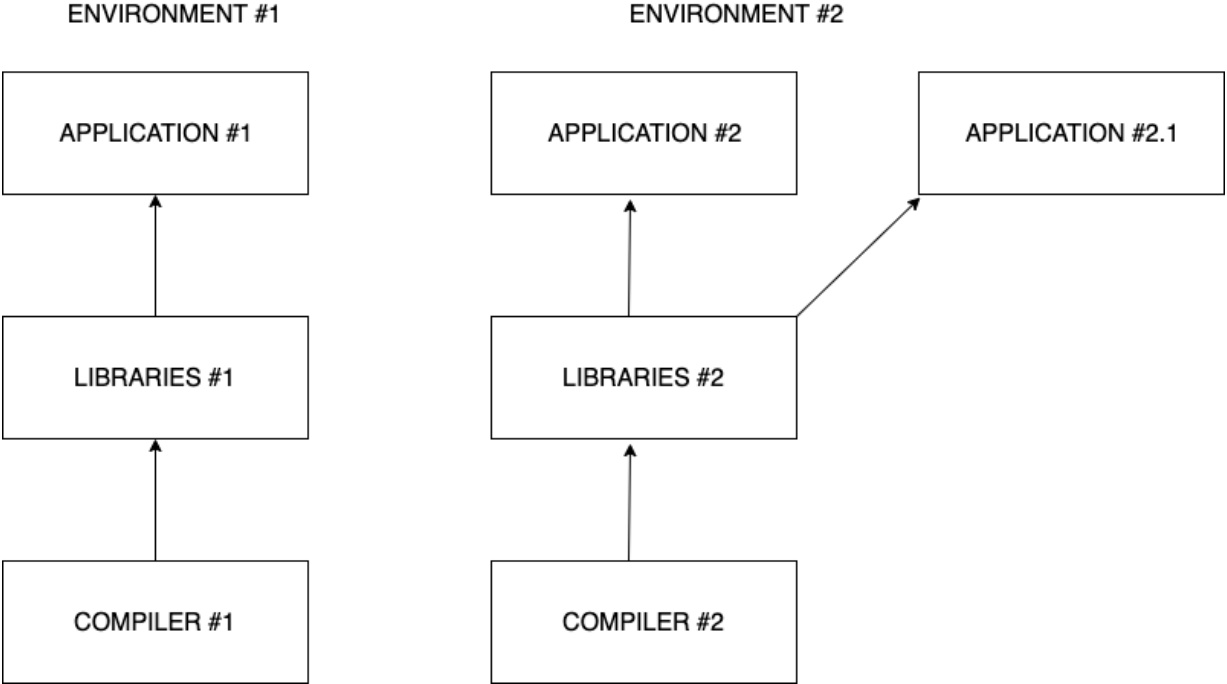 ENVIRONMENT #1
ENVIRONMENT #2
APPLICATION #1
APPLICATION #2
APPLICATION #2.1
LIBRARIES #1
LIBRARIES #2
COMPILER #1
COMPILER #2